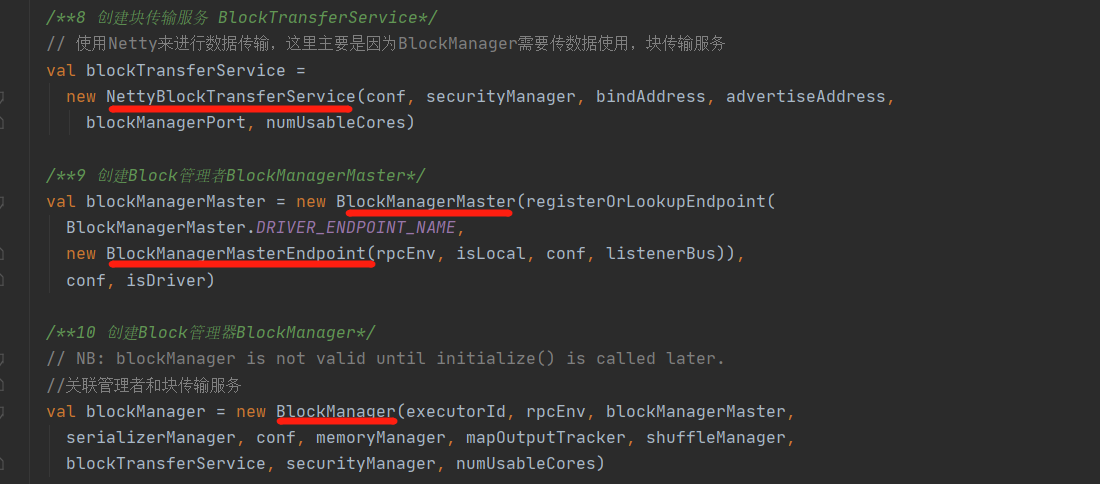 /**8 创建块传输服务 BlockTransferService*/
// 使用Netty来进行数据传输，这里主要是因为BlockManager需要传数据使用，块传输服务
val blockTransferService =
new NettyBlockTransferService(conf, securityManager, bindAddress, advertiseAddress,
blockManagerPort, numUsableCores)
/**9 创建Block管理者BlockManagerMaster*/
val blockManagerMaster = new BlockManagerMaster(registerOrLookupEndpoint(
BlockManagerMaster.DRIVER_ENDPOINT_NAME,
new BlockManagerMasterEndpoint(rpcEnv, isLocal, conf, listenerBus)),
conf, isDriver)
/**10 创建Block管理器BlockManager*/
// NB: blockManager is not valid until initialize() is called later.
//关联管理者和块传输服务
val blockManager = new BlockManager(executorId, rpcEnv, blockManagerMaster,
serializerManager, conf, memoryManager, mapOutputTracker, shuffleManager,
blockTransferService, securityManager, numUsableCores)